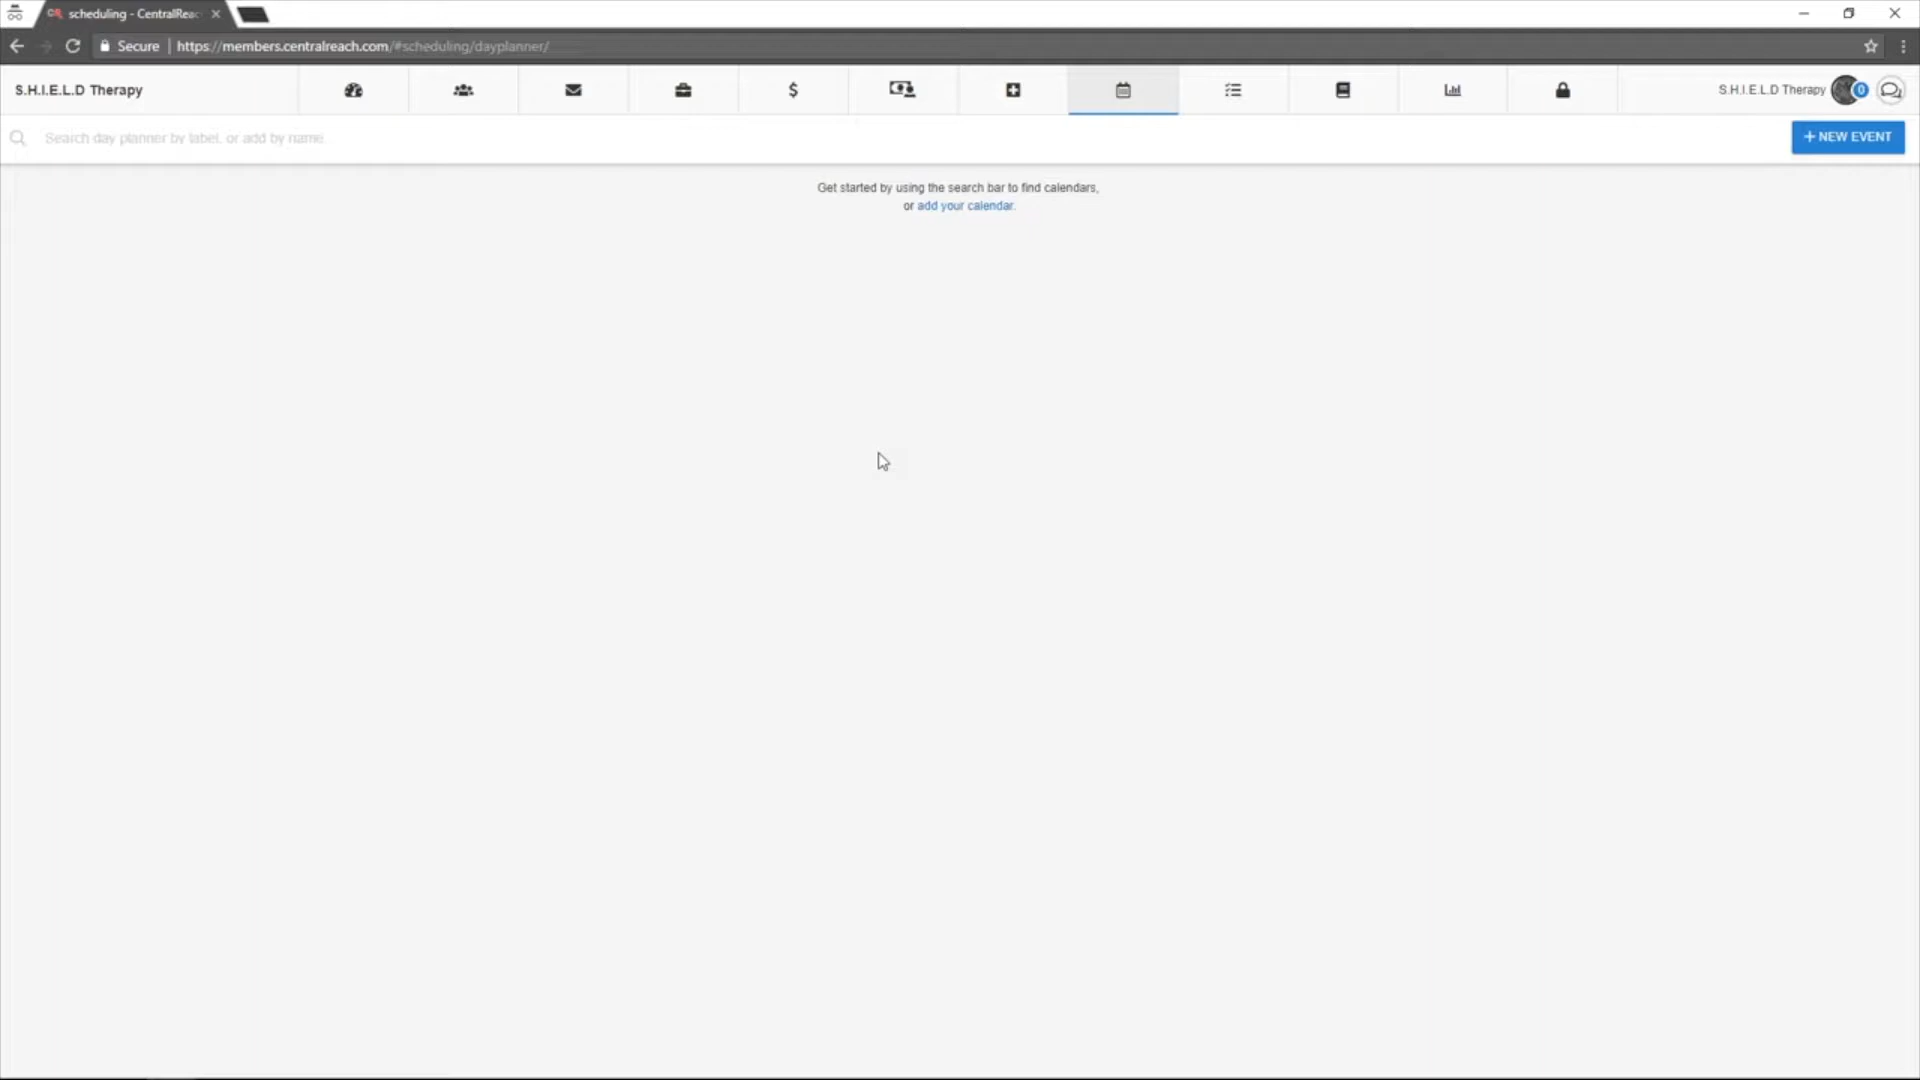 scheduling - CentralReac
Secure | https://members.centralreach.com/#scheduling/dayplanner/
S.H.I.E.L.D Therapy
$
S.H.I.E.L.D Therapy
0
Search day planner by label, or add by name.
+ NEW EVENT
Get started by using the search bar to find calendars,
or add your calendar.